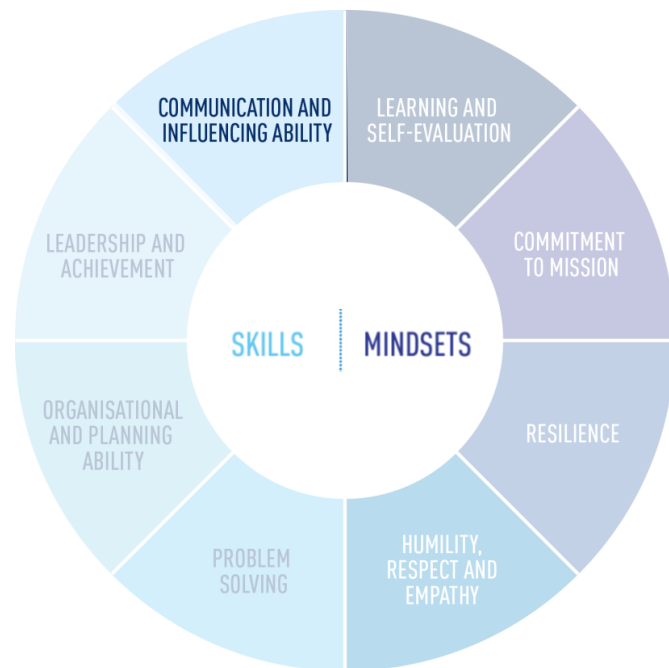 COMMUNICATION AND
INFLUENCING ABILITY
LEARNING AND
SELF-EVALUATION
LEADERSHIP AND
ACHIEVEMENT
COMMITMENT
TO MISSION
SKILLS
MINDSETS
ORGANISATIONAL
AND PLANNING
ABILITY
RESILIENCE
PROBLEM
SOLVING
HUMILITY,
RESPECT AND
EMPATHY